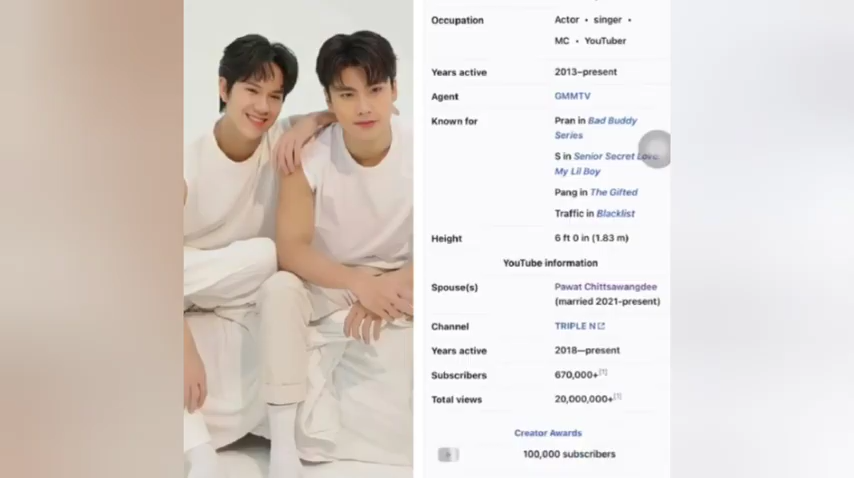 Occupation
Actor • singer •
MC • YouTuber
Years active
2013–present
Agent
GMMTV
Known for
Pran in Bad Buddy
Series
S in Senior Secret Love
My Lil Boy
Pang in The Gifted
Traffic in Blacklist
Height
6 ft 0 in (1.83 m)
YouTube information
Spouse(s)
Pawat Chittsawangdee
(married 2021-present)
Channel
TRIPLE N
Years active
2018—present
Subscribers
670,000+[1]
Total views
20,000,000+[1]
Creator Awards
100,000 subscribers